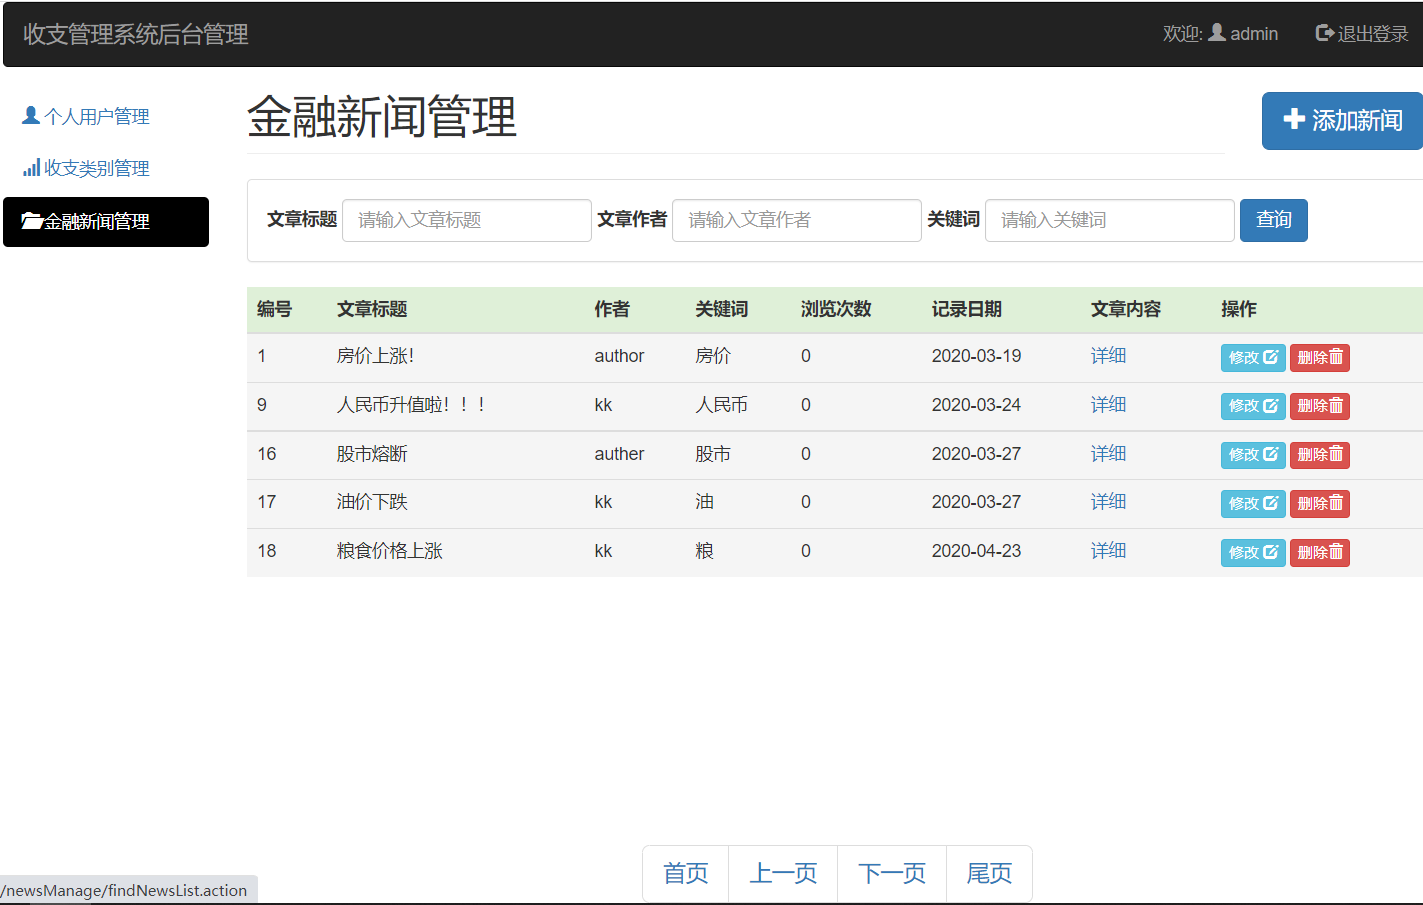 收支管理系统后台管理 欢迎: admin 退出登录
个人用户管理
收支类别管理
金融新闻管理
金融新闻管理 添加新闻
文章标题 请输入文章标题 文章作者 请输入文章作者 关键词 请输入关键词 查询
编号 文章标题 作者 关键词 浏览次数 记录日期 文章内容 操作
1 房价上涨! author 房价 0 2020-03-19 详细 修改 删除
9 人民币升值啦！！！ kk 人民币 0 2020-03-24 详细 修改 删除
16 股市熔断 auther 股市 0 2020-03-27 详细 修改 删除
17 油价下跌 kk 油 0 2020-03-27 详细 修改 删除
18 粮食价格上涨 kk 粮 0 2020-04-23 详细 修改 删除
首页 上一页 下一页 尾页
/newsManage/findNewsList.action